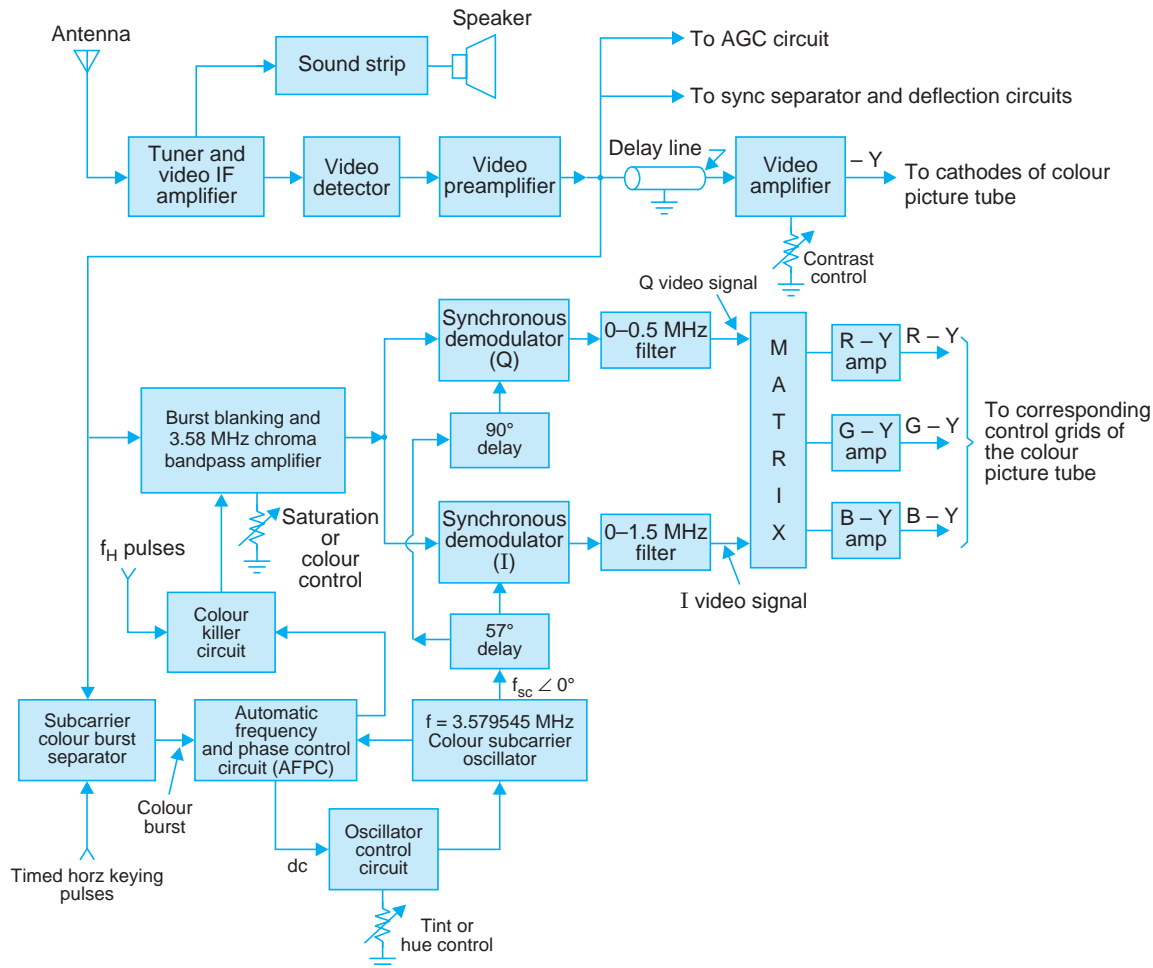 Speaker
Antenna
Sound strip
To AGC circuit
To sync separator and deflection circuits
Tuner and
video IF
amplifier
Video
detector
Video
preamplifier
Delay line
Video
amplifier
– Y
To cathodes of colour
picture tube
Contrast
control
Q video signal
Synchronous
demodulator
(Q)
0–0.5 MHz
filter
M
A
T
R
I
X
R – Y
amp
R – Y
Burst blanking and
3.58 MHz chroma
bandpass amplifier
90°
delay
G – Y
amp
G – Y
To corresponding
control grids of
the colour
picture tube
Saturation
or
colour
control
Synchronous
demodulator
(I)
0–1.5 MHz
filter
B – Y
amp
B – Y
I video signal
fH pulses
Colour
killer
circuit
57°
delay
fsc ∠ 0°
Subcarrier
colour burst
separator
Automatic
frequency
and phase control
circuit (AFPC)
f = 3.579545 MHz
Colour subcarrier
oscillator
Colour
burst
Timed horz keying
pulses
dc
Oscillator
control
circuit
Tint or
hue control